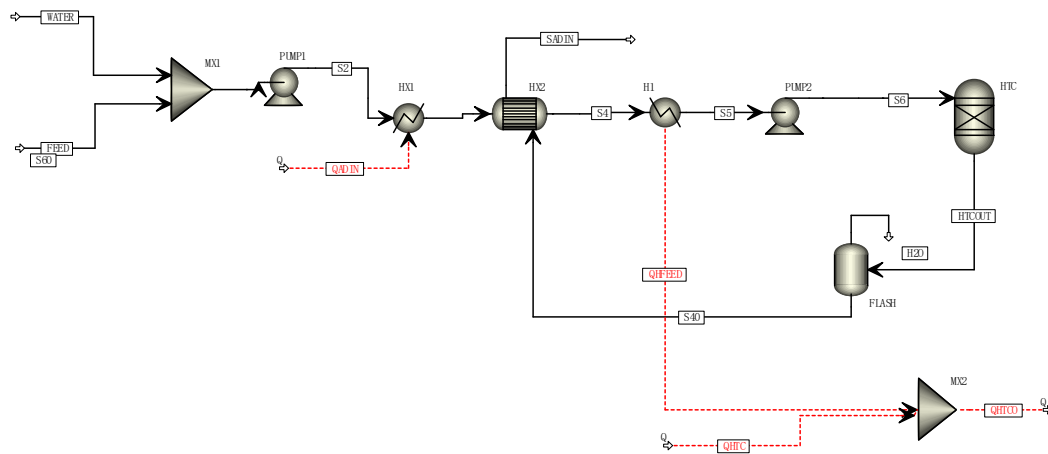 WATER
SADIN
MX1
PUMP1
S2
HX1
HX2
H1
PUMP2
HTC
S6
S4
S5
FEED
S60
Q
QADIN
HTCOUT
H2O
QHFEED
FLASH
S40
MX2
QHTCO
Q
Q
QHTC